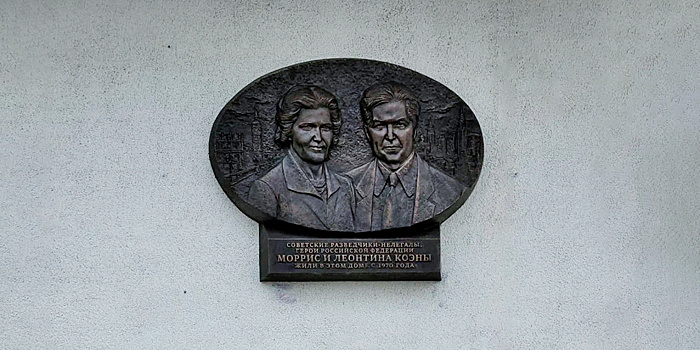 СОВЕТСКИЕ РАЗВЕДЧИКИ-НЕЛЕГАЛЫ,
ГЕРОИ РОССИЙСКОЙ ФЕДЕРАЦИИ
МОРРИС И ЛЕОНТИНА КОЭНЫ
ЖИЛИ В ЭТОМ ДОМЕ С 1970 ГОДА